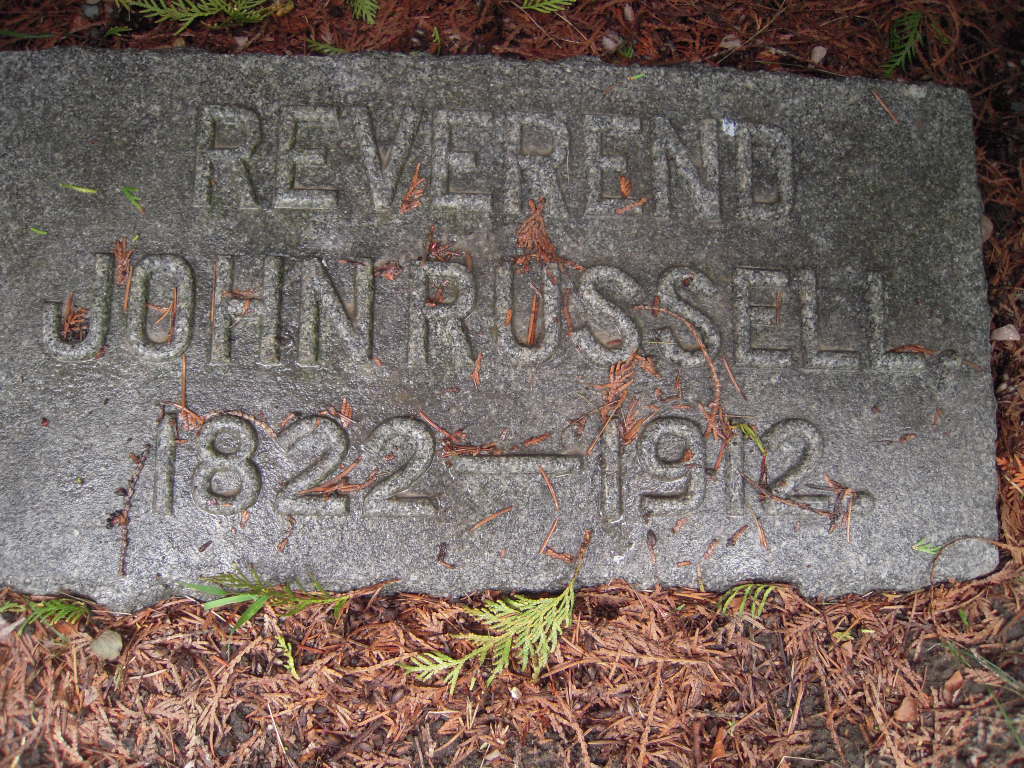 REVEREND
JOHN RUSSELL.
1822-1912.